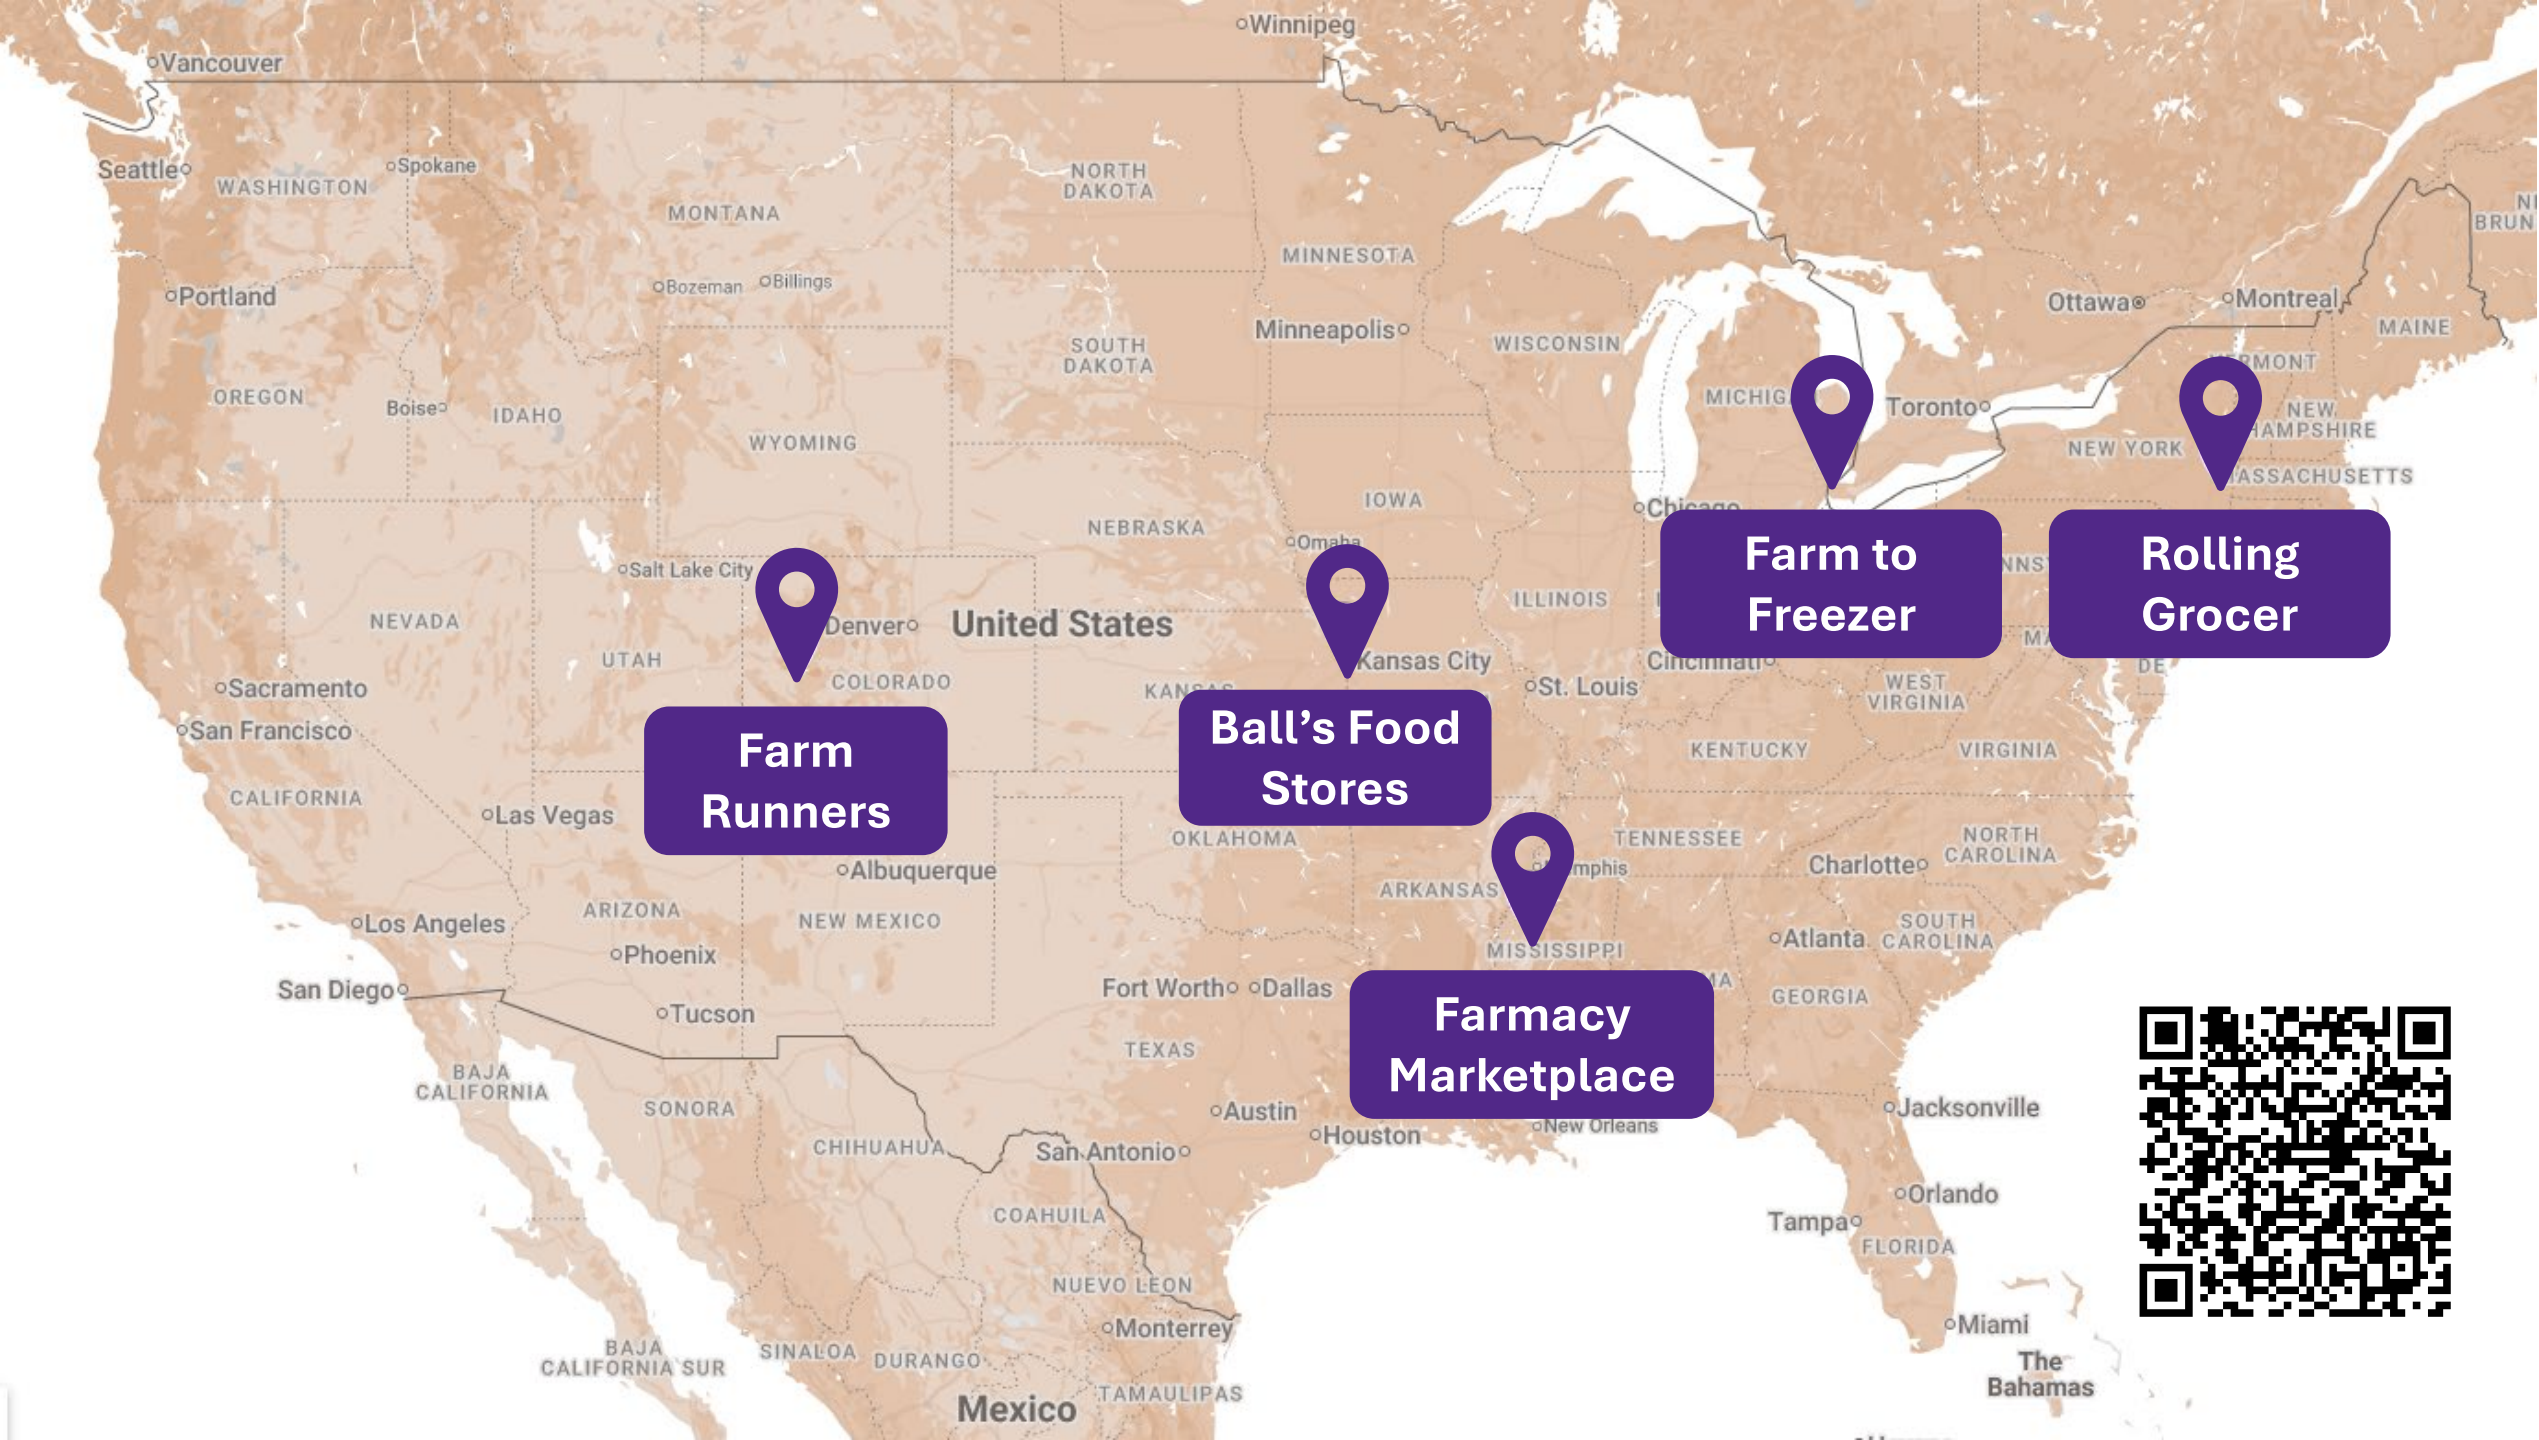 Winnipeg
Vancouver
Seattle
Spokane
WASHINGTON
NORTH
DAKOTA
MONTANA
MINNESOTA
Bozeman
Billings
Portland
Ottawa
Montreal
MAINE
Minneapolis
WISCONSIN
SOUTH
DAKOTA
OREGON
Boise
IDAHO
Toronto
NEW
WYOMING
NEW YORK
IOWA
Chicago
NEBRASKA
Omaha
Salt Lake City
Farm to
Freezer
Rolling
Grocer
ILLINOIS
NEVADA
Denver
United States
UTAH
COLORADO
Kansas City
Cincinnati
DE
Sacramento
KANSAS
St. Louis
WEST
VIRGINIA
San Francisco
Farm
Runners
Ball's Food
Stores
KENTUCKY
VIRGINIA
CALIFORNIA
Las Vegas
OKLAHOMA
TENNESSEE
NORTH
CAROLINA
Charlotte
Albuquerque
ARKANSAS
ARIZONA
NEW MEXICO
Los Angeles
SOUTH
CAROLINA
Atlanta
Phoenix
MISSISSIPPI
San Diego
Fort Worth
Dallas
GEORGIA
Tucson
Farmacy
Marketplace
TEXAS
BAJA
CALIFORNIA
SONORA
Austin
Jacksonville
Houston
New Orleans
CHIHUAHUA
San Antonio
Orlando
COAHUILA
Tampa
FLORIDA
NUEVO LEON
Monterrey
Miami
BAJA
CALIFORNIA SUR
SINALOA
DURANGO
The
Bahamas
TAMAULIPAS
Mexico